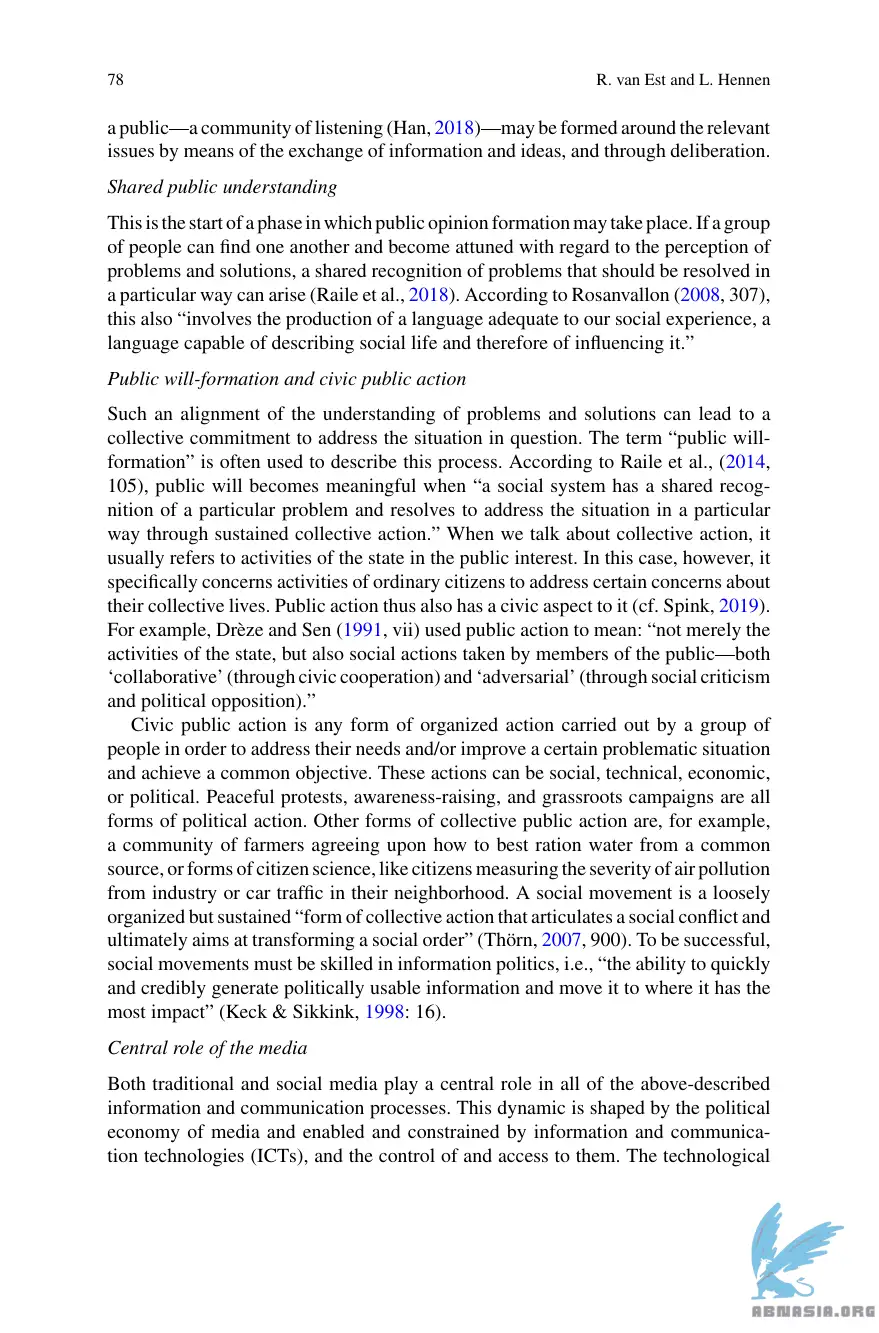 78 R. van Est and L. Hennen
a public—a community of listening (Han, 2018)—may be formed around the relevant
issues by means of the exchange of information and ideas, and through deliberation.
Shared public understanding
This is the start of a phase in which public opinion formation may take place. If a group
of people can find one another and become attuned with regard to the perception of
problems and solutions, a shared recognition of problems that should be resolved in
a particular way can arise (Raile et al., 2018). According to Rosanvallon (2008, 307),
this also “involves the production of a language adequate to our social experience, a
language capable of describing social life and therefore of influencing it.”
Public will-formation and civic public action
Such an alignment of the understanding of problems and solutions can lead to a
collective commitment to address the situation in question. The term “public will-
formation” is often used to describe this process. According to Raile et al., (2014,
105), public will becomes meaningful when “a social system has a shared recog-
nition of a particular problem and resolves to address the situation in a particular
way through sustained collective action.” When we talk about collective action, it
usually refers to activities of the state in the public interest. In this case, however, it
specifically concerns activities of ordinary citizens to address certain concerns about
their collective lives. Public action thus also has a civic aspect to it (cf. Spink, 2019).
For example, Drèze and Sen (1991, vii) used public action to mean: “not merely the
activities of the state, but also social actions taken by members of the public—both
‘collaborative’ (through civic cooperation) and ‘adversarial’ (through social criticism
and political opposition).”
Civic public action is any form of organized action carried out by a group of
people in order to address their needs and/or improve a certain problematic situation
and achieve a common objective. These actions can be social, technical, economic,
or political. Peaceful protests, awareness-raising, and grassroots campaigns are all
forms of political action. Other forms of collective public action are, for example,
a community of farmers agreeing upon how to best ration water from a common
source, or forms of citizen science, like citizens measuring the severity of air pollution
from industry or car traffic in their neighborhood. A social movement is a loosely
organized but sustained “form of collective action that articulates a social conflict and
ultimately aims at transforming a social order” (Thörn, 2007, 900). To be successful,
social movements must be skilled in information politics, i.e., “the ability to quickly
and credibly generate politically usable information and move it to where it has the
most impact” (Keck & Sikkink, 1998: 16).
Central role of the media
Both traditional and social media play a central role in all of the above-described
information and communication processes. This dynamic is shaped by the political
economy of media and enabled and constrained by information and communica-
tion technologies (ICTs), and the control of and access to them. The technological
ABNASIA.ORG